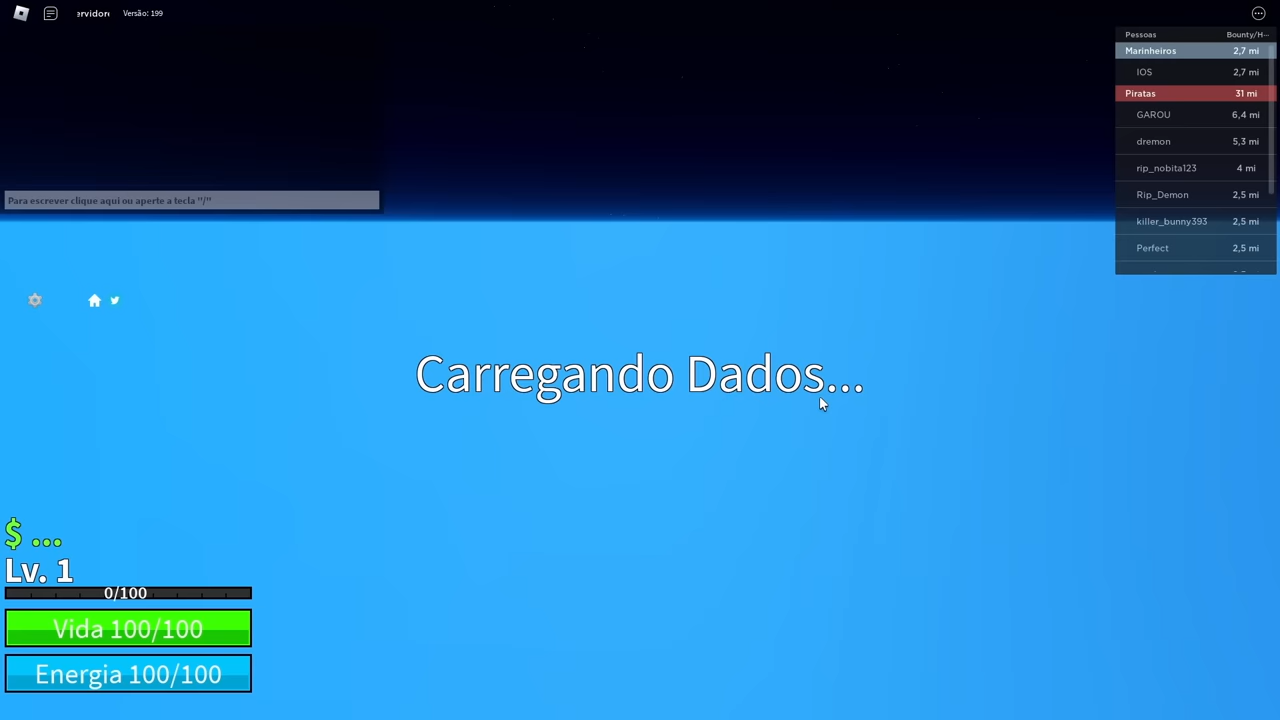 ervidore Versão: 199
Pessoas Bounty/H...
Marinheiros 2,7 mi
IOS 2,7 mi
Piratas 31 mi
GAROU 6,4 mi
dremon 5,3 mi
rip_nobita123 4 mi
Rip_Demon 2,5 mi
killer_bunny393 2,5 mi
Perfect 2,5 mi
Para escrever clique aqui ou aperte a tecla "/"
Carregando Dados...
$ ...
Lv. 1
0/100
Vida 100/100
Energia 100/100